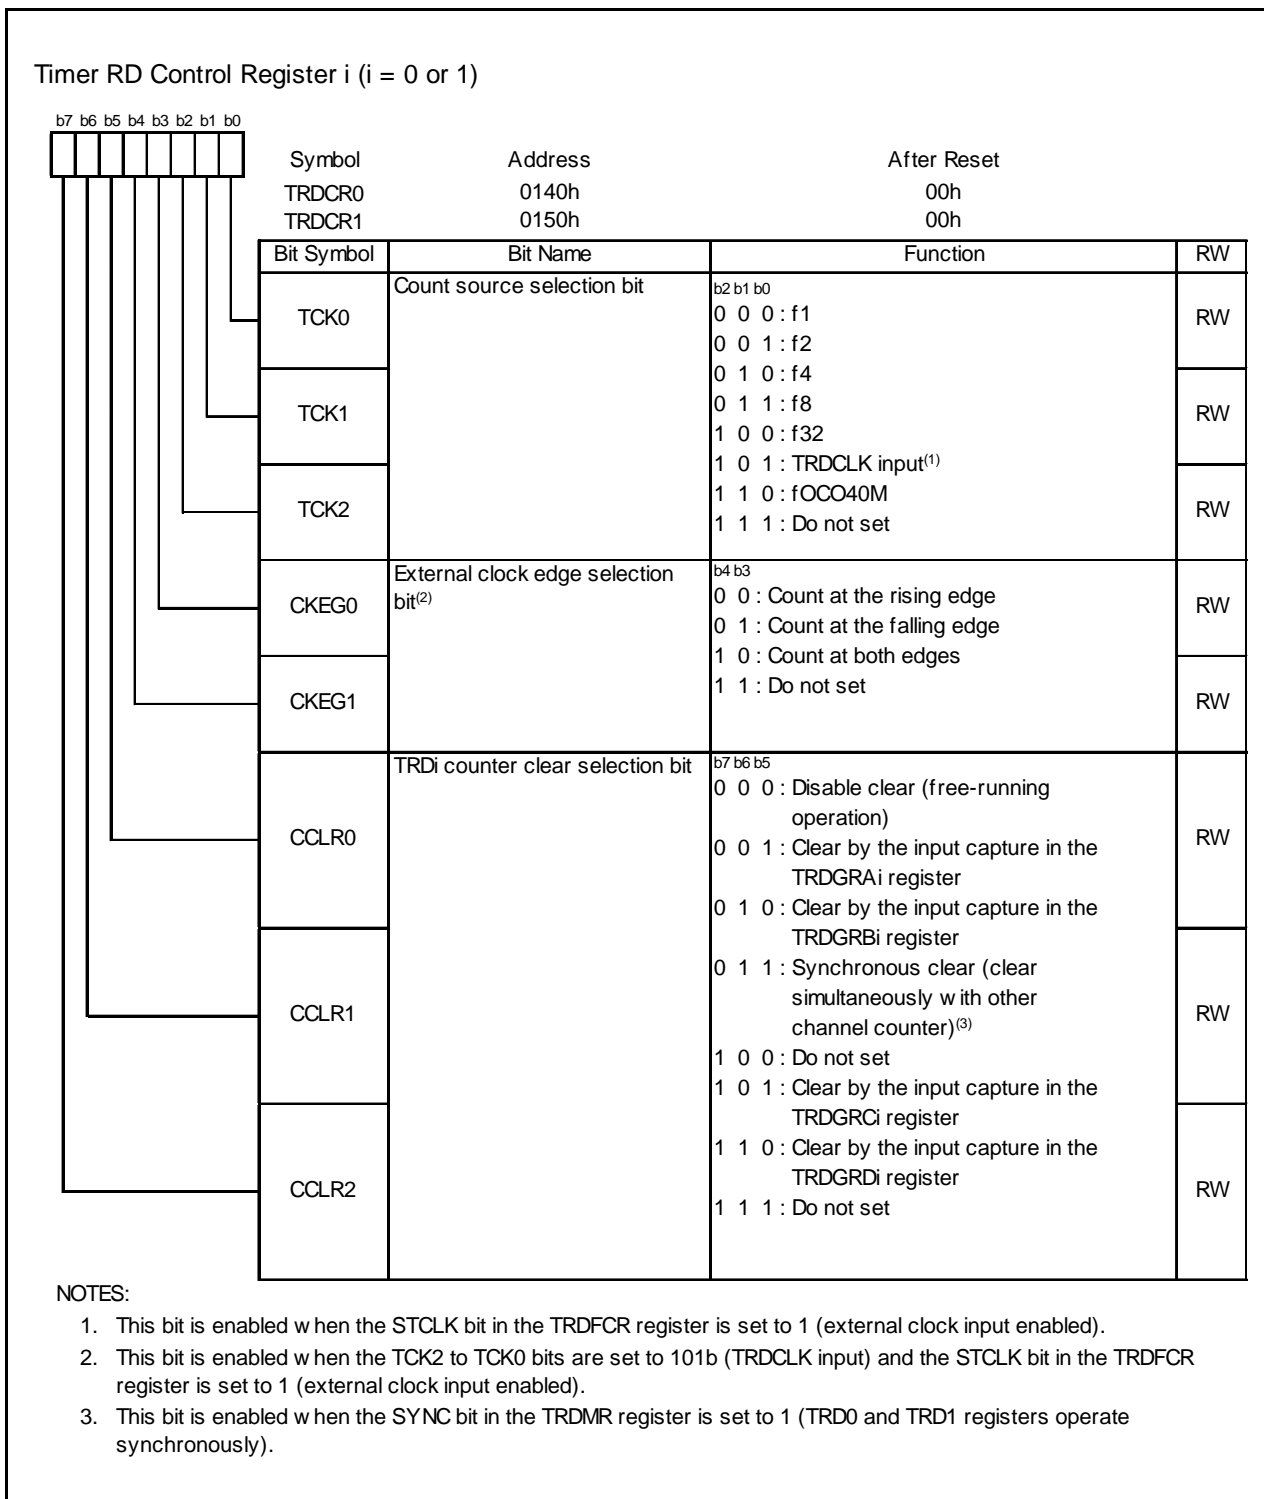 Timer RD Control Register i (i = 0 or 1)
b7 b6 b5 b4 b3 b2 b1 b0
Symbol Address After Reset
TRDCR0 0140h 00h
TRDCR1 0150h 00h
Bit Symbol Bit Name Function RW
TCK0 Count source selection bit b2 b1 b0 RW
0 0 0 : f1
0 0 1 : f2
0 1 0 : f4
TCK1 0 1 1 : f8 RW
1 0 0 : f32
1 0 1 : TRDCLK input(1)
TCK2 1 1 0 : fOCO40M RW
1 1 1 : Do not set
CKEG0 External clock edge selection b4 b3 RW
bit(2) 0 0 : Count at the rising edge
0 1 : Count at the falling edge
1 0 : Count at both edges
CKEG1 1 1 : Do not set RW
CCLR0 TRDi counter clear selection bit b7 b6 b5 RW
0 0 0 : Disable clear (free-running
operation)
0 0 1 : Clear by the input capture in the
TRDGRAi register
0 1 0 : Clear by the input capture in the
TRDGRBi register
CCLR1 0 1 1 : Synchronous clear (clear RW
simultaneously with other
channel counter)(3)
1 0 0 : Do not set
1 0 1 : Clear by the input capture in the
TRDGRCi register
CCLR2 1 1 0 : Clear by the input capture in the RW
TRDGRDi register
1 1 1 : Do not set
NOTES:
1. This bit is enabled when the STCLK bit in the TRDFCR register is set to 1 (external clock input enabled).
2. This bit is enabled when the TCK2 to TCK0 bits are set to 101b (TRDCLK input) and the STCLK bit in the TRDFCR
register is set to 1 (external clock input enabled).
3. This bit is enabled when the SYNC bit in the TRDMR register is set to 1 (TRD0 and TRD1 registers operate
synchronously).